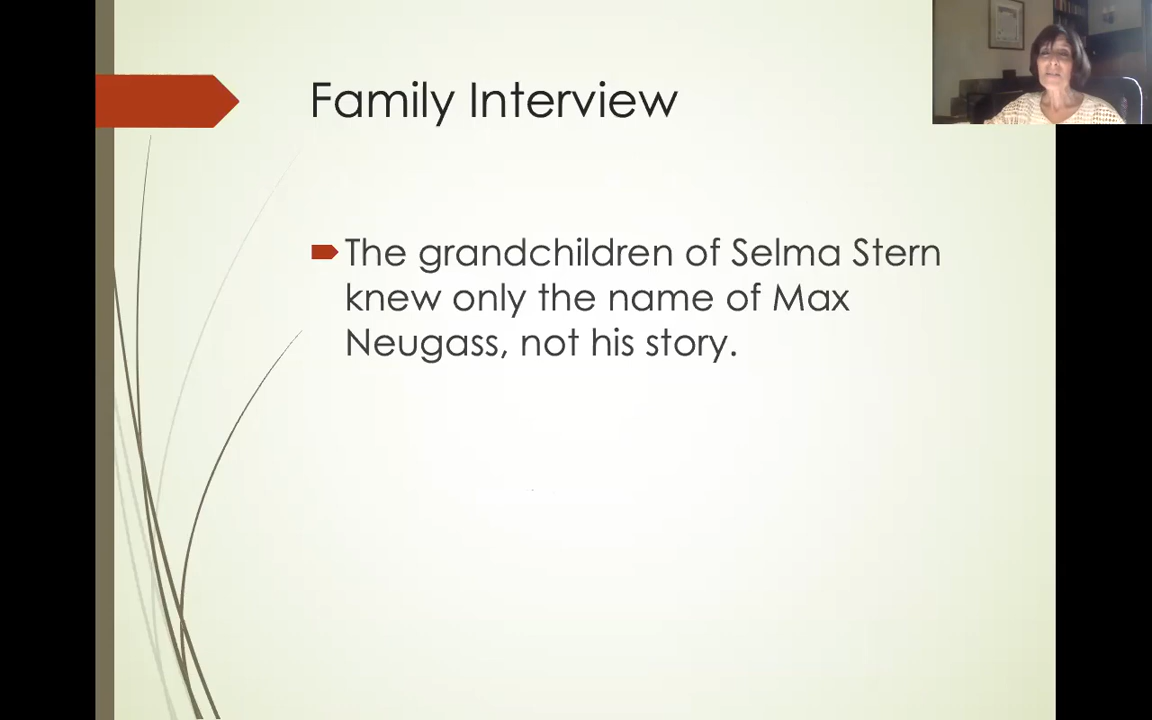 Family Interview
The grandchildren of Selma Stern
knew only the name of Max
Neugass, not his story.